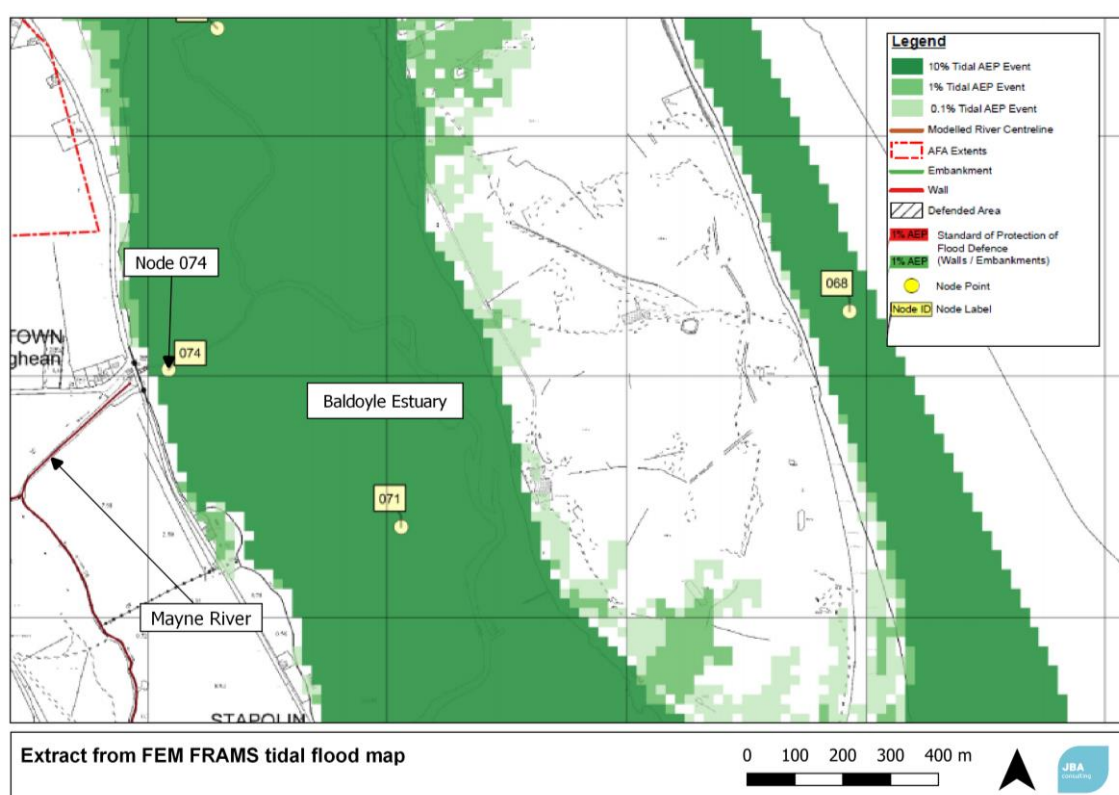 Legend
10% Tidal AEP Event
1% Tidal AEP Event
0.1% Tidal AEP Event
Modelled River Centreline
AFA Extents
Embankment
Wall
Defended Area
1% AEP
Standard of Protection of
Flood Defence
1% AEP
(Walls / Embankments)
Node Point
Node ID
Node Label
Node 074
068
074
TOWN
ghean
Baldoyle Estuary
071
Mayne River
STAPOLIN
Extract from FEM FRAMS tidal flood map
0 100 200 300 400 m
JBA
consulting